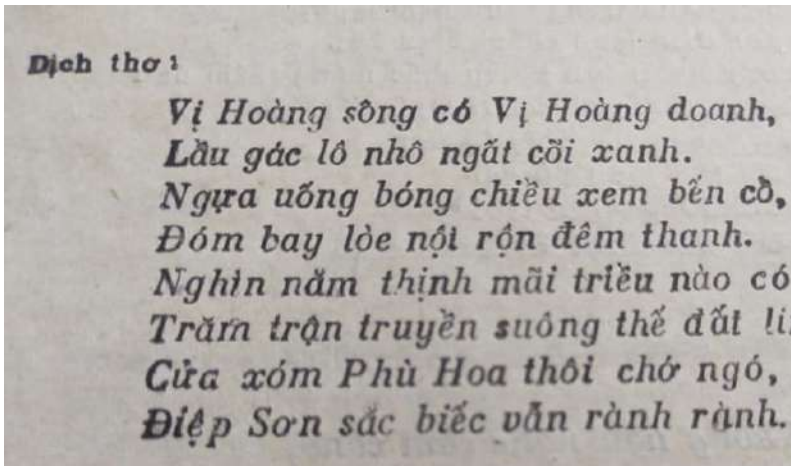 Dịch thơ :
Vị Hoàng sông có Vị Hoàng doanh,
Lầu gác lô nhô ngất cõi xanh.
Ngựa uống bóng chiều xem bến cồ,
Đóm bay lòe nội rộn đêm thanh.
Nghìn năm thịnh mãi triều nào có
Trăm trận truyền suông thế đất
Cửa xóm Phù Hoa thôi chớ ngó,
Điệp Sơn sắc biếc vẫn rành rành.